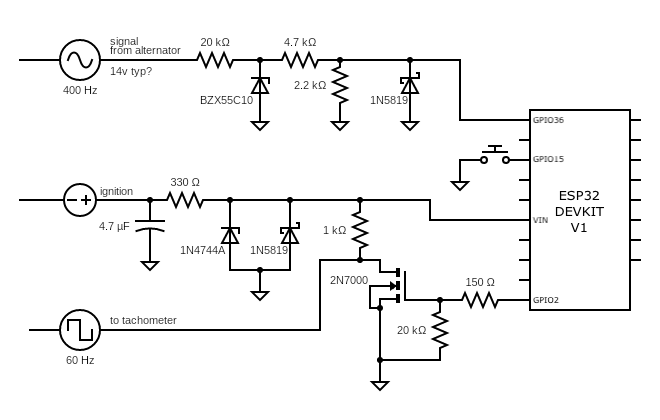 signal
from alternator
14v typ?
400 Hz
20 kΩ
4.7 kΩ
BZX55C10
2.2 kΩ
1N5819
GPIO36
GPIO15
ESP32
DEVKIT
V1
VIN
GPIO2
ignition
330 Ω
4.7 µF
1N4744A
1N5819
1 kΩ
2N7000
150 Ω
20 kΩ
to tachometer
60 Hz